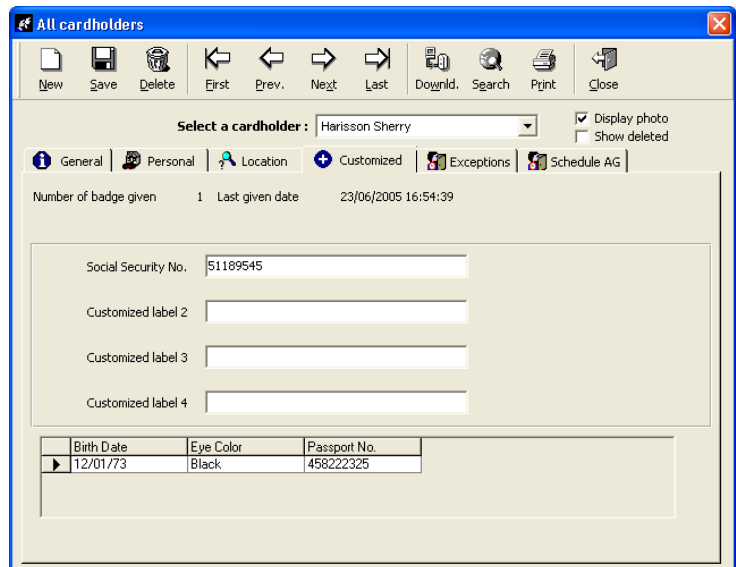 All cardholders
New Save Delete First Prev. Next Last Downld. Search Print Close
Select a cardholder : Harisson Sherry
Display photo
Show deleted
General Personal Location Customized Exceptions Schedule AG
Number of badge given 1 Last given date 23/06/2005 16:54:39
Social Security No. 51189545
Customized label 2
Customized label 3
Customized label 4
Birth Date Eye Color Passport No.
12/01/73 Black 458222325